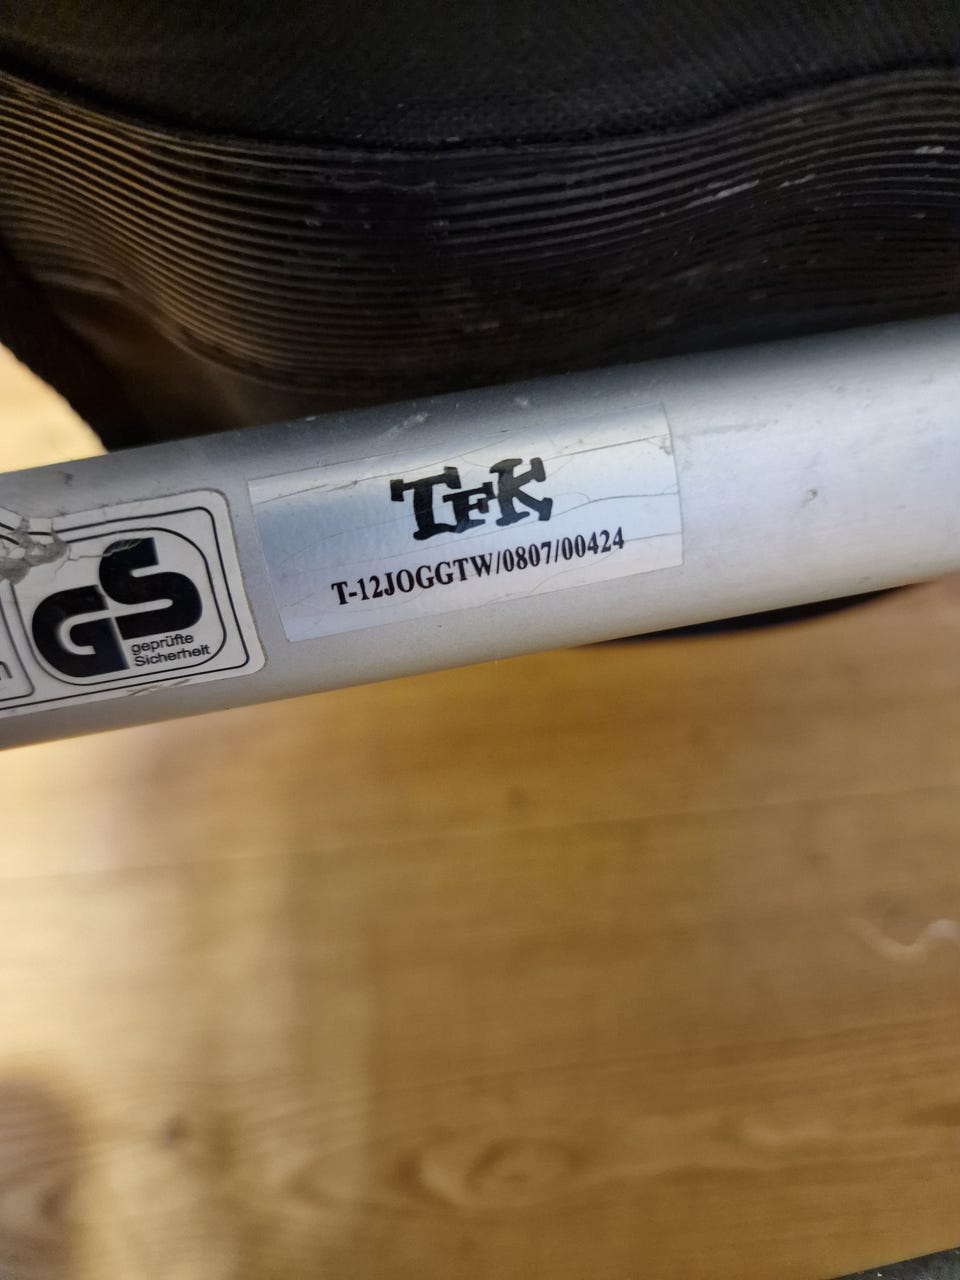 TFK
T-12JOGGTW/0807/00424
GS
geprüfte
Sicherheit